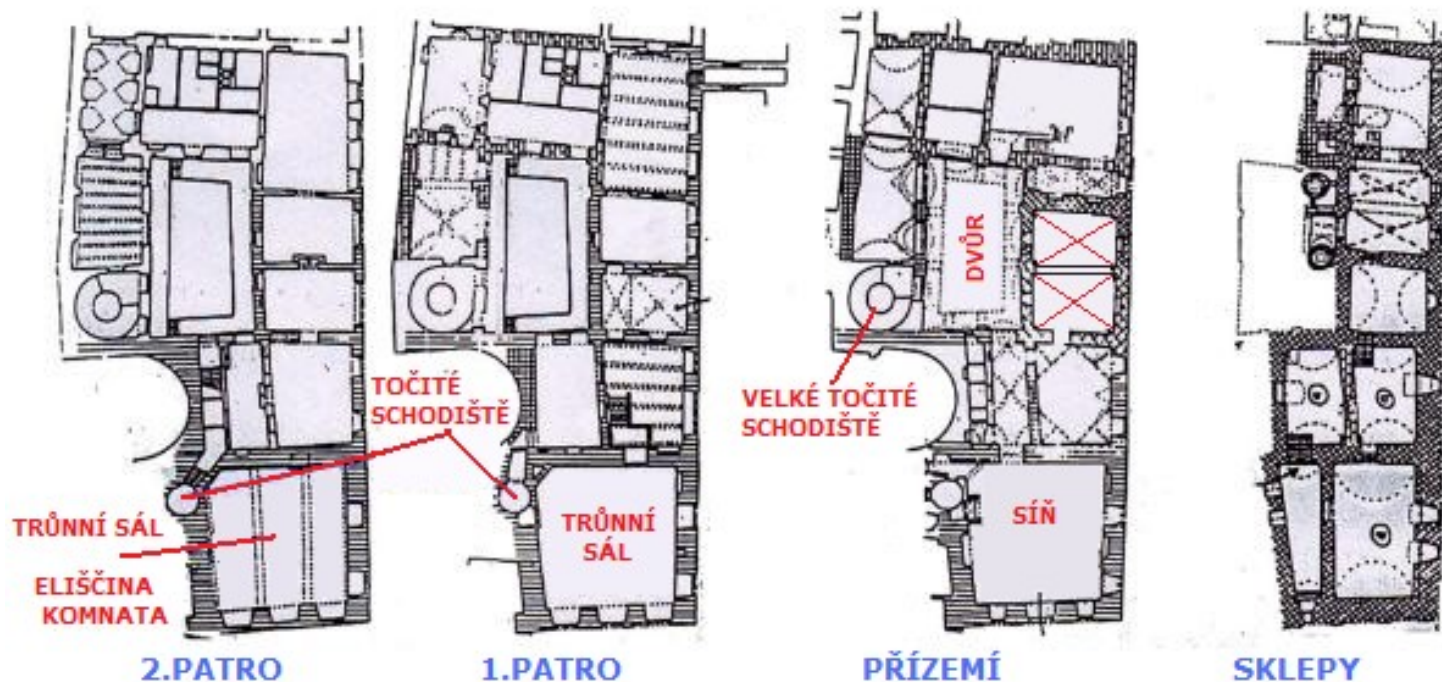 TOČITÉ
SCHODIŠTĚ
TRŮNNÍ SÁL
ELIŠČINA
KOMNATA
TRŮNNÍ
SÁL
DVŮR
VELKÉ TOČITÉ
SCHODIŠTĚ
SÍŇ
2.PATRO
1.PATRO
PŘÍZEMÍ
SKLEPY